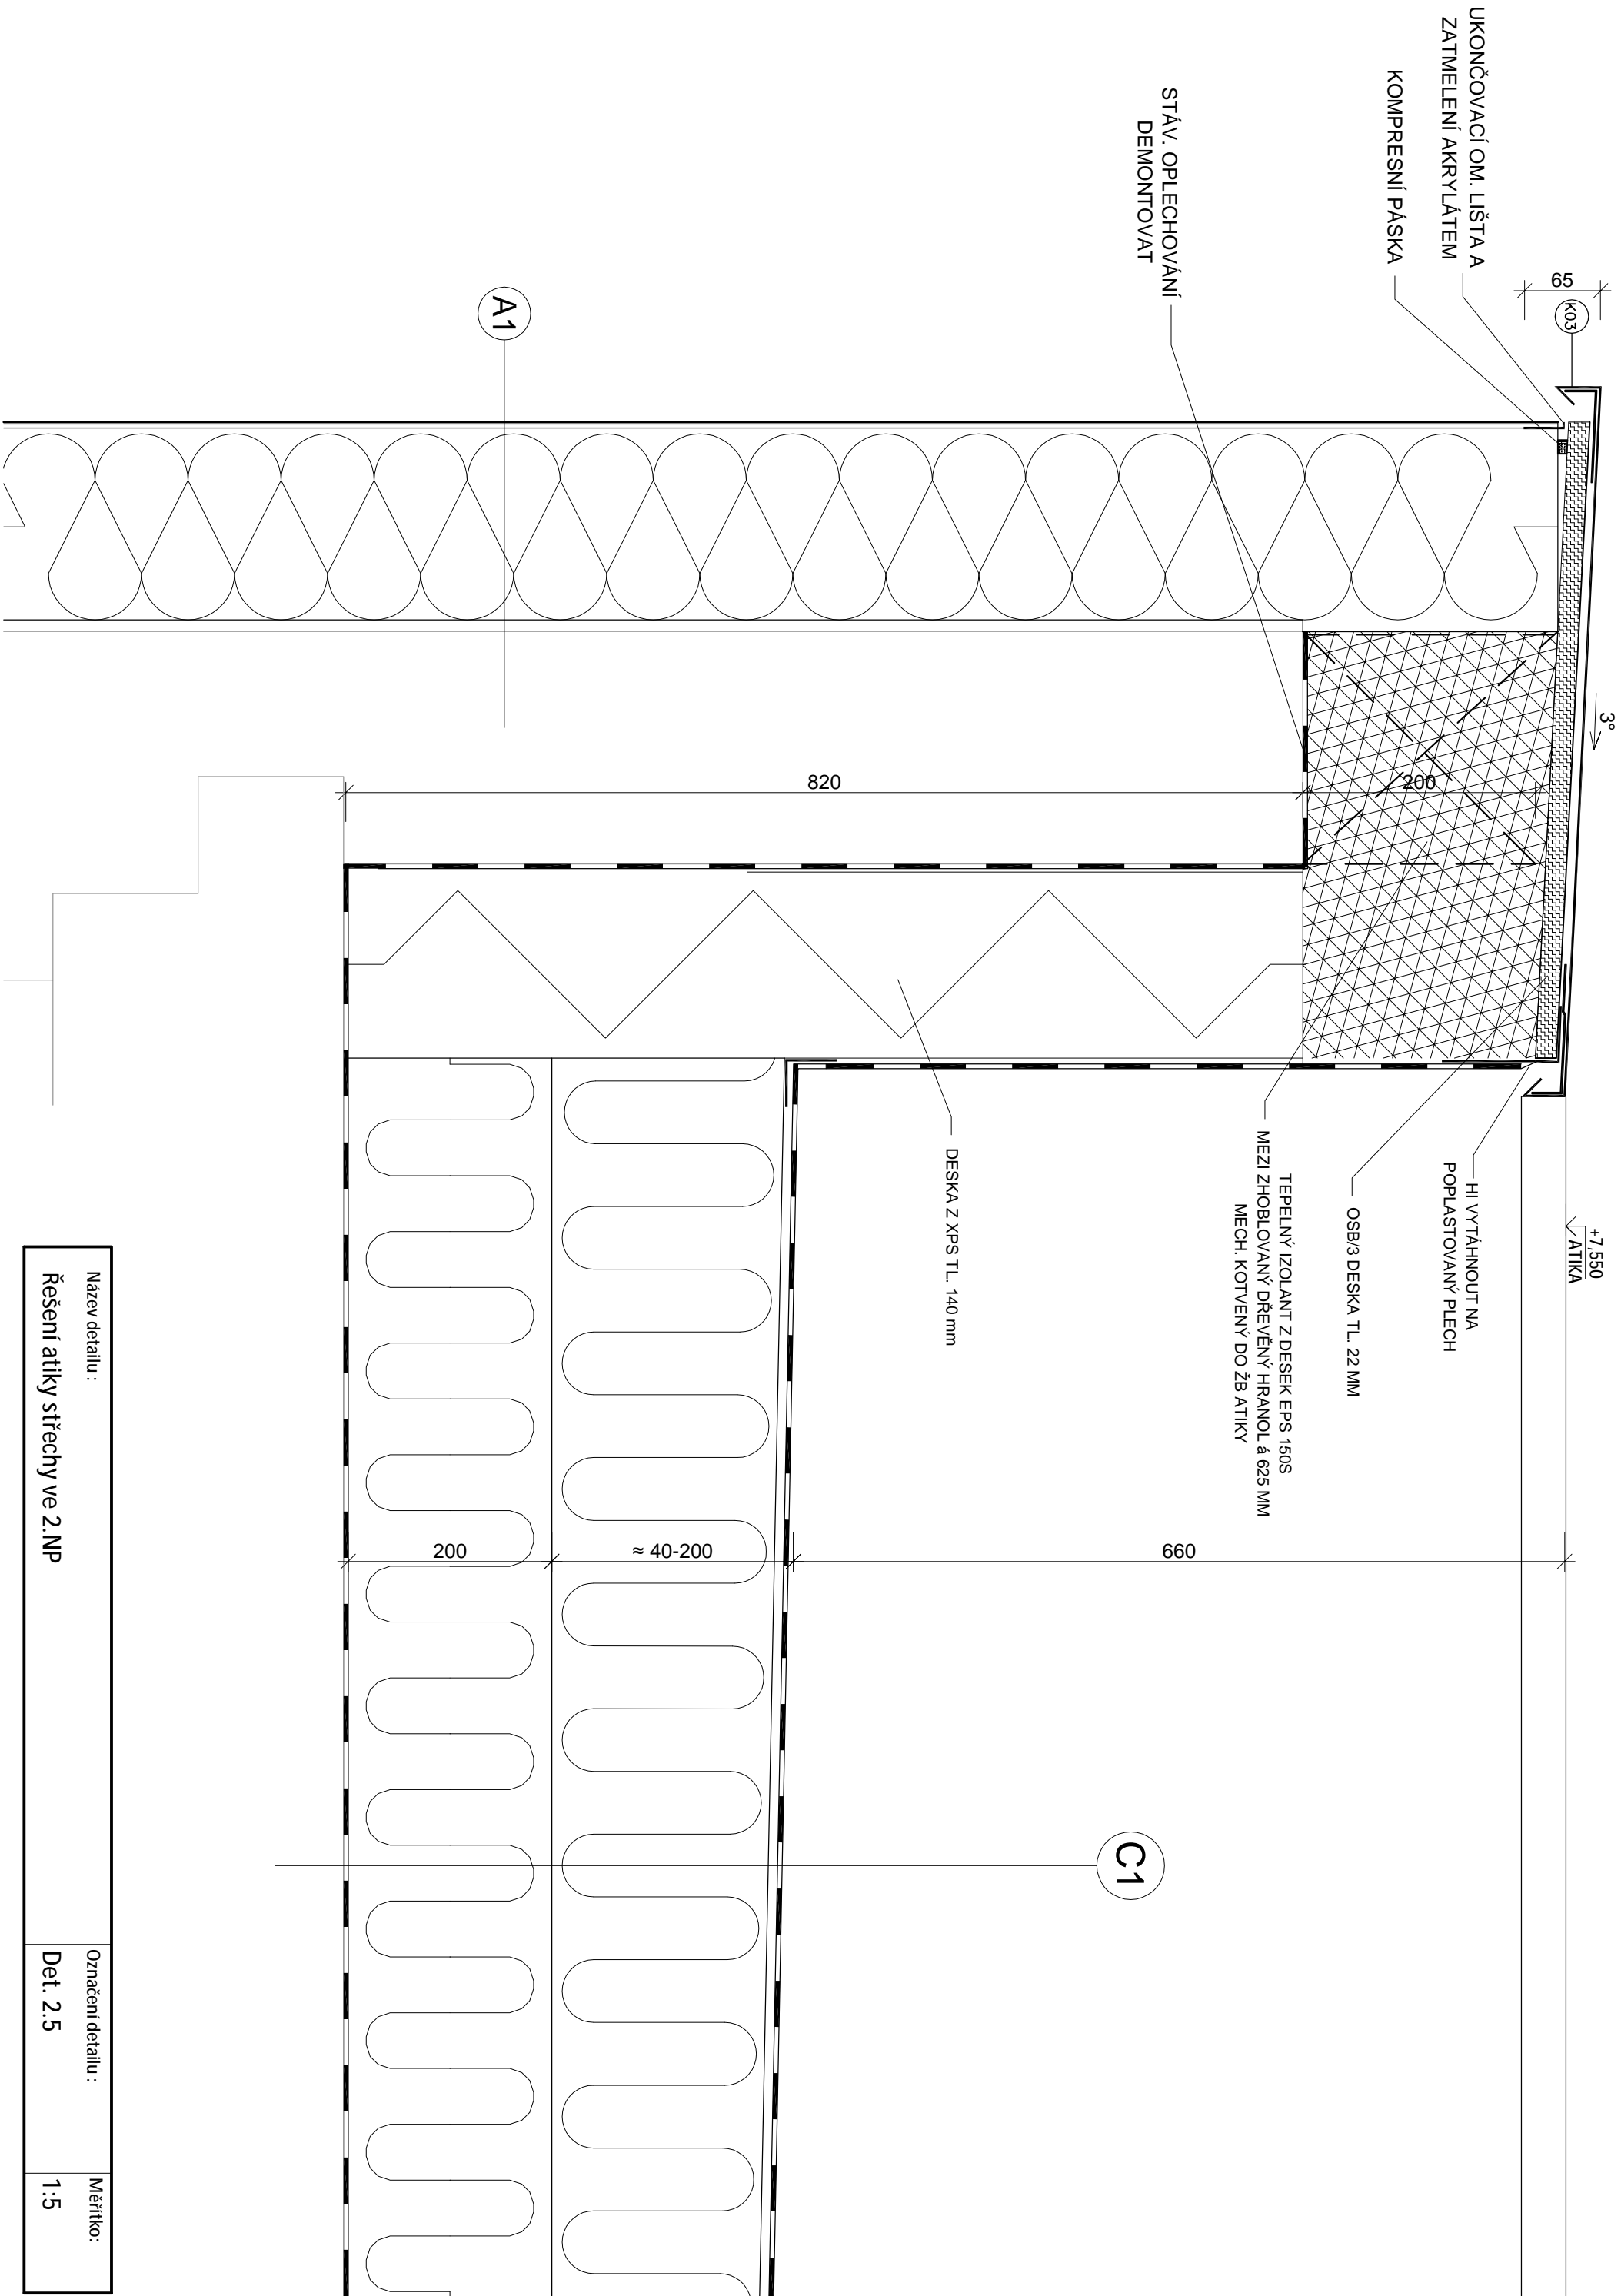 UKONČOVACÍ OM. LIŠTA A
ZATMELENÍ AKRYLÁTEM
KOMPRESNÍ PÁSKA
STÁV. OPLECHOVÁNÍ
DEMONTOVAT
65
K03
3°
A1
820
200
+7,550
ATIKA
HI VYTÁHNOUT NA
POPLASTOVANÝ PLECH
OSB/3 DESKA TL. 22 MM
TEPELNÝ IZOLANT Z DESEK EPS 150S
MEZI ZHOBLOVANÝ DŘEVĚNÝ HRANOL á 625 MM
MECH. KOTVENÝ DO ŽB ATIKY
DESKA Z XPS TL. 140 mm
660
≈ 40-200
200
C1
Název detailu :
Řešení atiky střechy ve 2.NP
Označení detailu :
Det. 2.5
Měřítko:
1:5